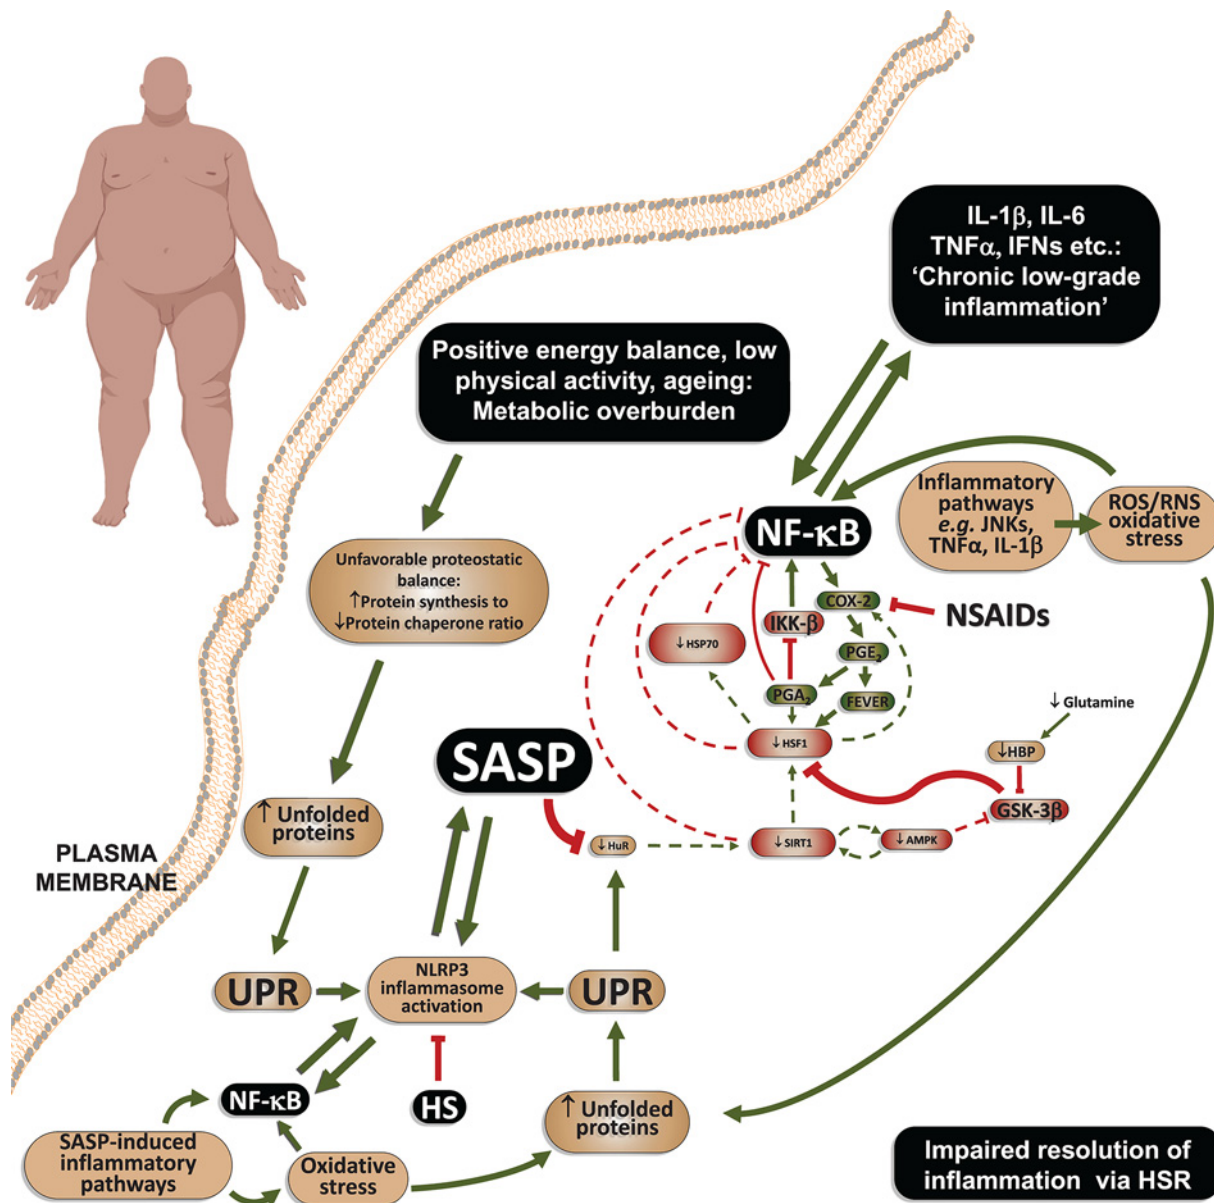 IL-1β, IL-6
TNFα, IFNs etc.:
‘Chronic low-grade
inflammation’
Positive energy balance, low
physical activity, ageing:
Metabolic overburden
Inflammatory
pathways
e.g. JNKs,
TNFα, IL-1β
ROS/RNS
oxidative
stress
NF-κB
Unfavorable proteostatic
balance:
↑Protein synthesis to
↓Protein chaperone ratio
COX-2
NSAIDs
IKK-β
↓HSP70
PGE2
PGA2
FEVER
↓Glutamine
↓HSF1
↓HBP
SASP
GSK-3β
↑Unfolded
proteins
↓HuR
↓SIRT1
↓AMPK
PLASMA
MEMBRANE
UPR
NLRP3
inflammasome
activation
UPR
NF-κB
HS
↑Unfolded
proteins
SASP-induced
inflammatory
pathways
Oxidative
stress
Impaired resolution of
inflammation via HSR